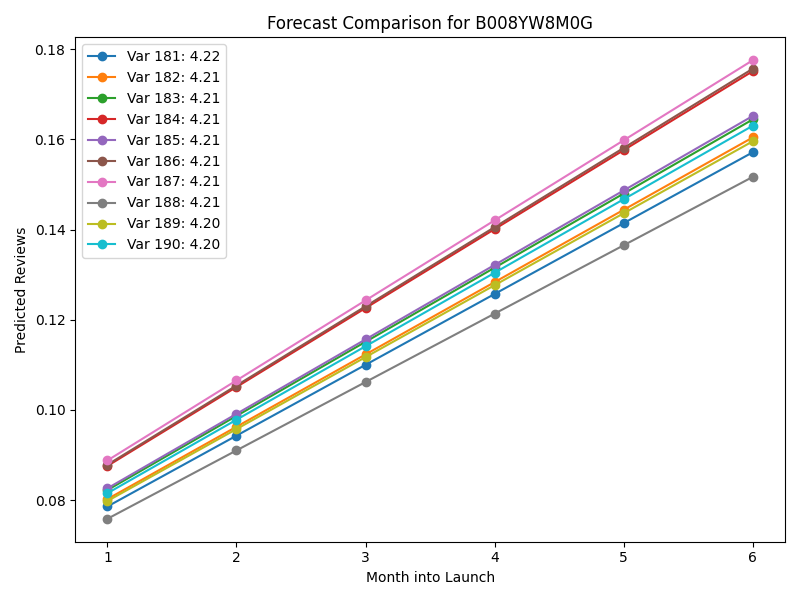 Forecast Comparison for B008YW8M0G
Predicted Reviews
0.18
0.16
0.14
0.12
0.10
0.08
Var 181: 4.22
Var 182: 4.21
Var 183: 4.21
Var 184: 4.21
Var 185: 4.21
Var 186: 4.21
Var 187: 4.21
Var 188: 4.21
Var 189: 4.20
Var 190: 4.20
1 2 3 4 5 6
Month into Launch